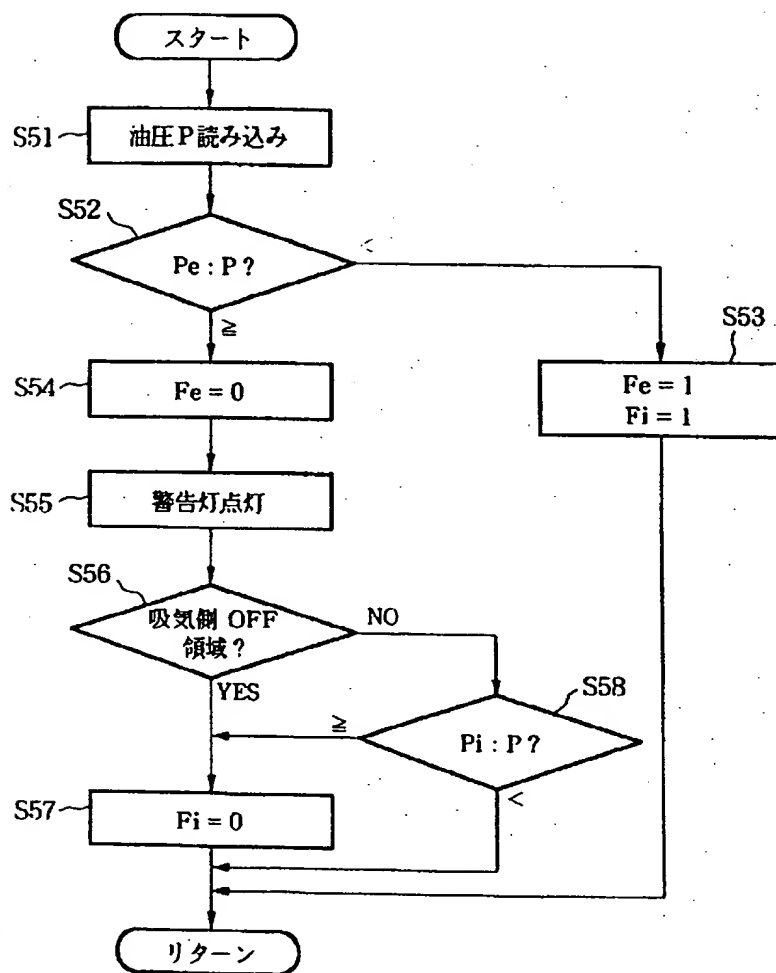 スタート
S51
油圧P読み込み
S52
Pe : P ?
<
≧
S53
Fe = 1
Fi = 1
S54
Fe = 0
S55
警告灯点灯
S56
吸気側 OFF
領域?
NO
YES
S58
Pi : P ?
≧
<
S57
Fi = 0
リターン